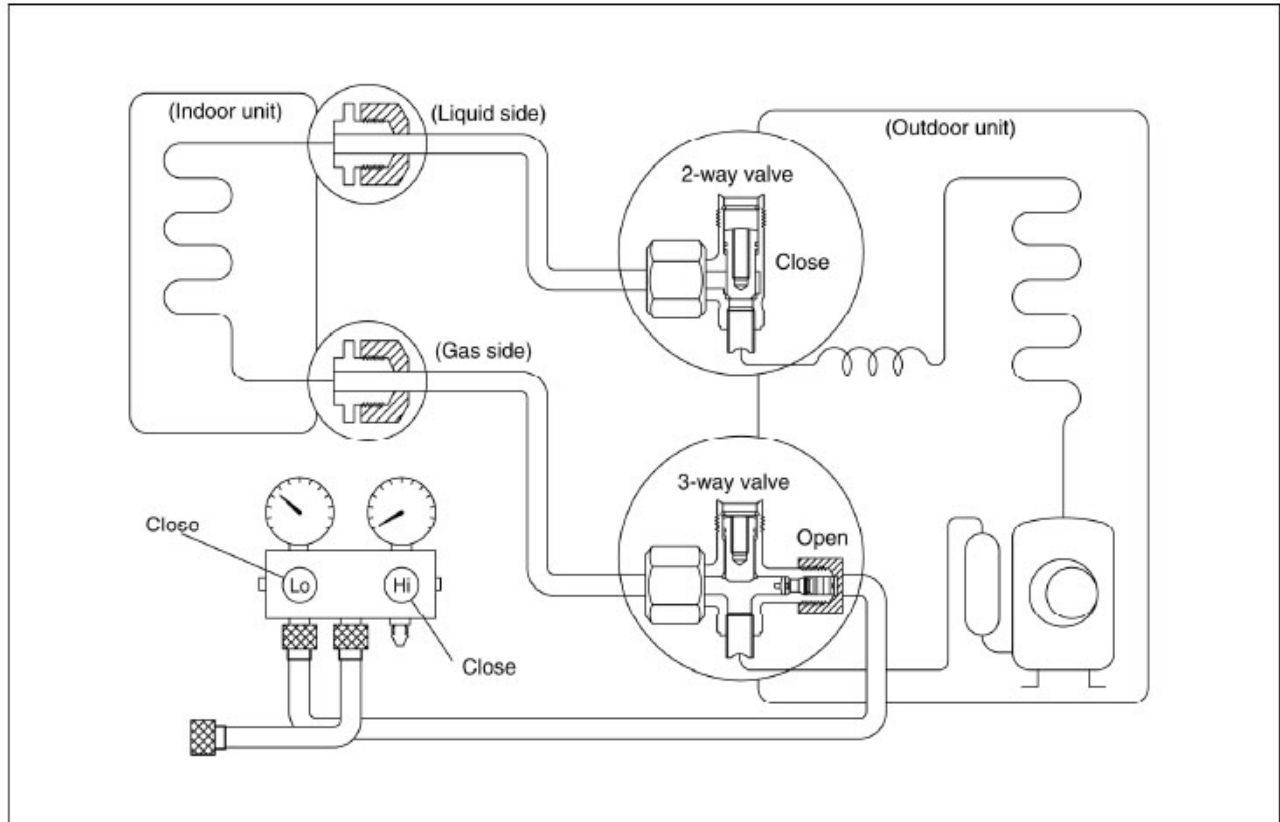 (Indoor unit)
(Liquid side)
(Outdoor unit)
2-way valve
Close
(Gas side)
3-way valve
Open
Close
Lo
Hi
Close